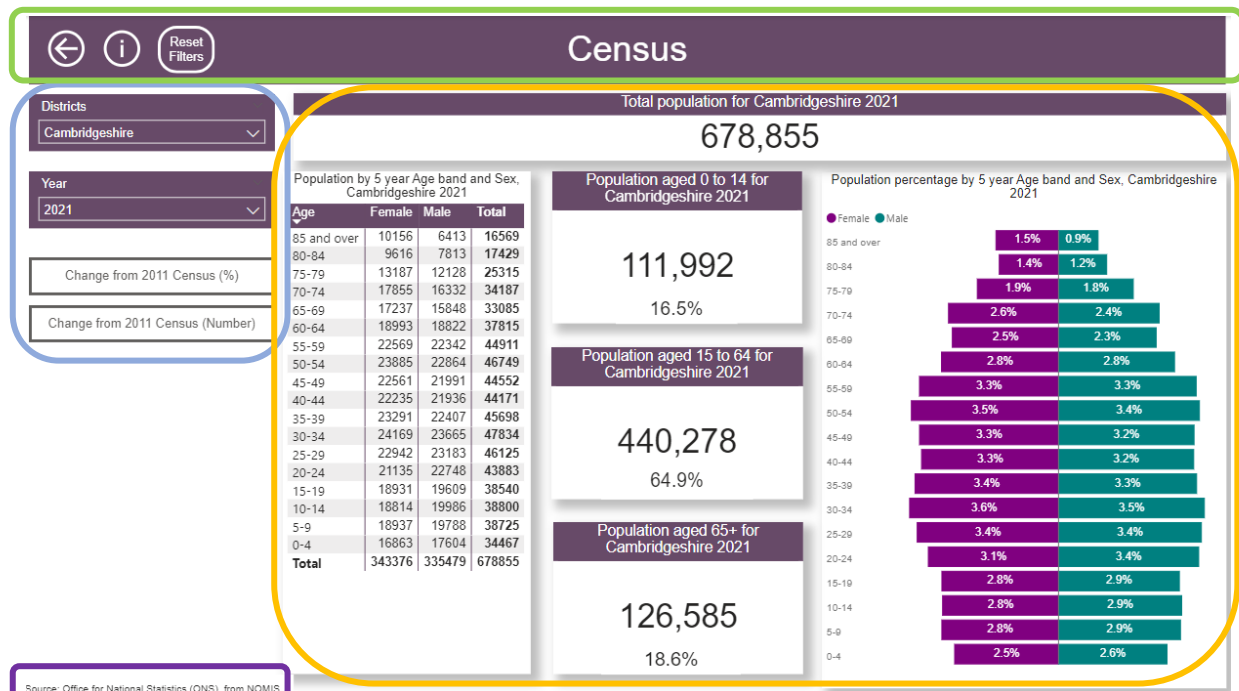 Reset
Filters
Census
Districts
Cambridgeshire
Year
2021
Change from 2011 Census (%)
Change from 2011 Census (Number)
Total population for Cambridgeshire 2021
678,855
Population by 5 year Age band and Sex,
Cambridgeshire 2021
Age Female Male Total
85 and over 10156 6413 16569
80-84 9616 7813 17429
75-79 13187 12128 25315
70-74 17855 16332 34187
65-69 17237 15848 33085
60-64 18993 18822 37815
55-59 22569 22342 44911
50-54 23885 22864 46749
45-49 22561 21991 44552
40-44 22235 21936 44171
35-39 23291 22407 45698
30-34 24169 23665 47834
25-29 22942 23183 46125
20-24 21135 22748 43883
15-19 18931 19609 38540
10-14 18814 19986 38800
5-9 18937 19788 38725
0-4 16863 17604 34467
Total 343376 335479 678855
Population aged 0 to 14 for
Cambridgeshire 2021
111,992
16.5%
Population aged 15 to 64 for
Cambridgeshire 2021
440,278
64.9%
Population aged 65+ for
Cambridgeshire 2021
126,585
18.6%
Population percentage by 5 year Age band and Sex, Cambridgeshire
2021
Female Male
85 and over 1.5% 0.9%
80-84 1.4% 1.2%
75-79 1.9% 1.8%
70-74 2.6% 2.4%
65-69 2.5% 2.3%
60-64 2.8% 2.8%
55-59 3.3% 3.3%
50-54 3.5% 3.4%
45-49 3.3% 3.2%
40-44 3.3% 3.2%
35-39 3.4% 3.3%
30-34 3.6% 3.5%
25-29 3.4% 3.4%
20-24 3.1% 3.4%
15-19 2.8% 2.9%
10-14 2.8% 2.9%
5-9 2.8% 2.9%
0-4 2.5% 2.6%
Source: Office for National Statistics (ONS), from NOMIS